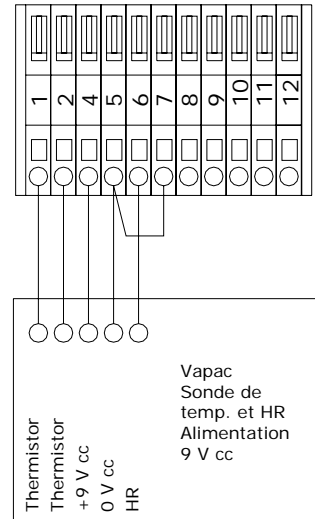 1 2 4 5 6 7 8 9 10 11 12
Thermistor
Thermistor
+9 V cc
0 V cc
HR
Vapac
Sonde de
temp. et HR
Alimentation
9 V cc